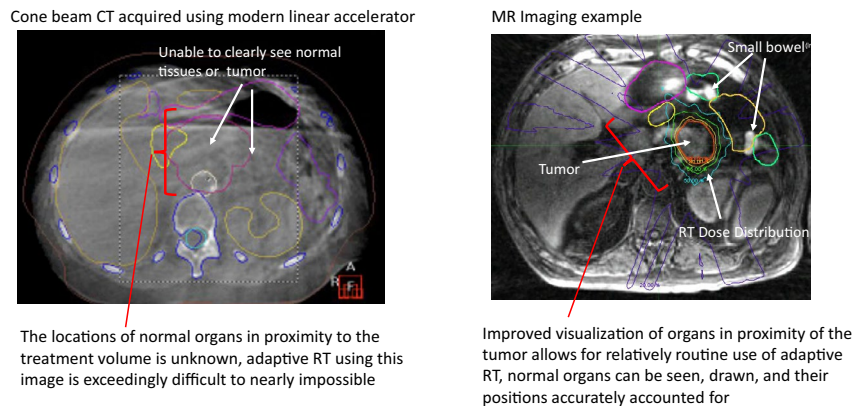 Cone beam CT acquired using modern linear accelerator
Unable to clearly see normal
tissues or tumor
A
R
F
The locations of normal organs in proximity to the
treatment volume is unknown, adaptive RT using this
image is exceedingly difficult to nearly impossible
MR Imaging example
Small bowel
Tumor
RT Dose Distribution
Improved visualization of organs in proximity of the
tumor allows for relatively routine use of adaptive
RT, normal organs can be seen, drawn, and their
positions accurately accounted for